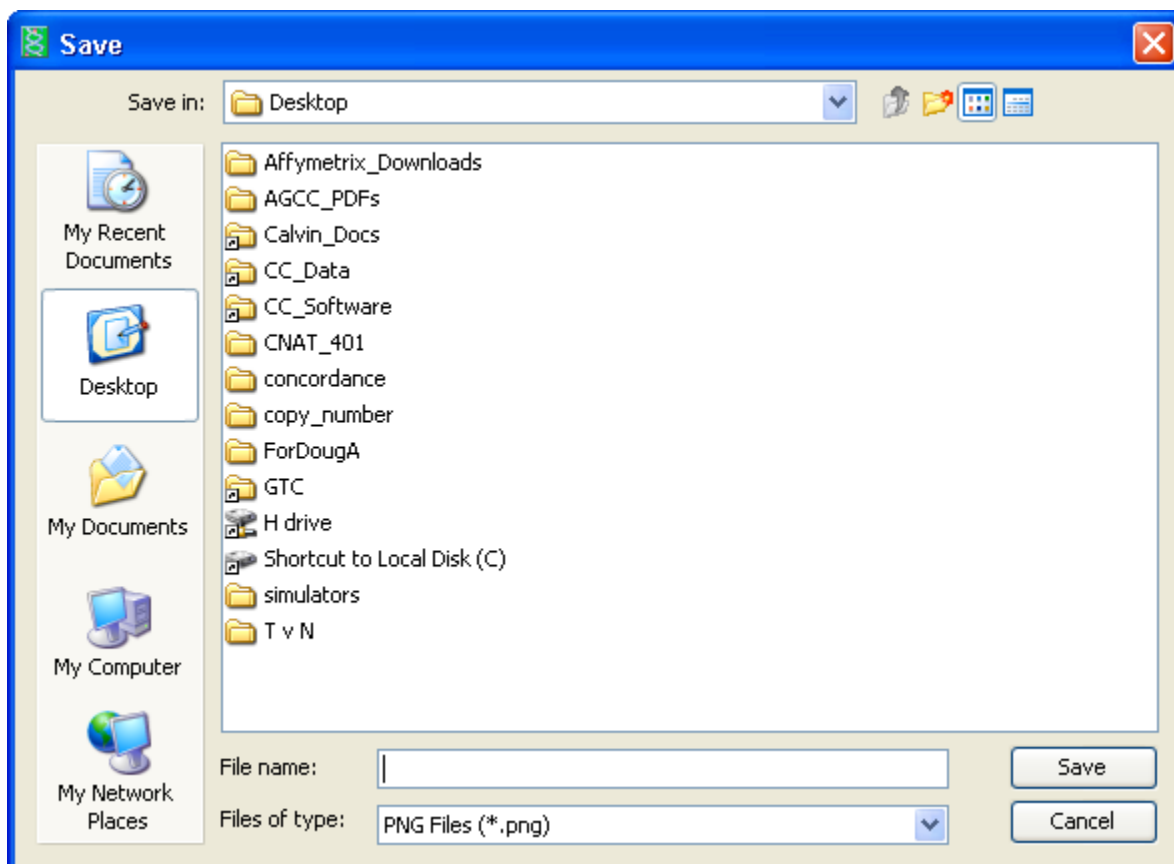 Save
Save in: Desktop
My Recent
Documents
Desktop
My Documents
My Computer
My Network
Places
Affymetrix_Downloads
AGCC_PDFs
Calvin_Docs
CC_Data
CC_Software
CNAT_401
concordance
copy_number
ForDougA
GTC
H drive
Shortcut to Local Disk (C)
simulators
T v N
File name:
Save
Files of type: PNG Files (*.png)
Cancel